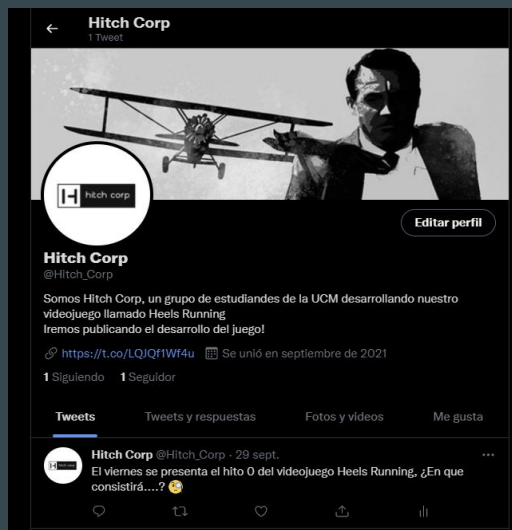 Hitch Corp
1 Tweet
hitch corp
Editar perfil
Hitch Corp
@Hitch_Corp
Somos Hitch Corp, un grupo de estudiandes de la UCM desarrollando nuestro
videojuego llamado Heels Running
Iremos publicando el desarrollo del juego!
https://t.co/LQJQf1Wf4u Se unió en septiembre de 2021
1 Siguiendo 1 Seguidor
Tweets Tweets y respuestas Fotos y videos Me gusta
Hitch Corp @Hitch_Corp · 29 sept.
El viernes se presenta el hito 0 del videojuego Heels Running, ¿En que
consistirá....? 🧐